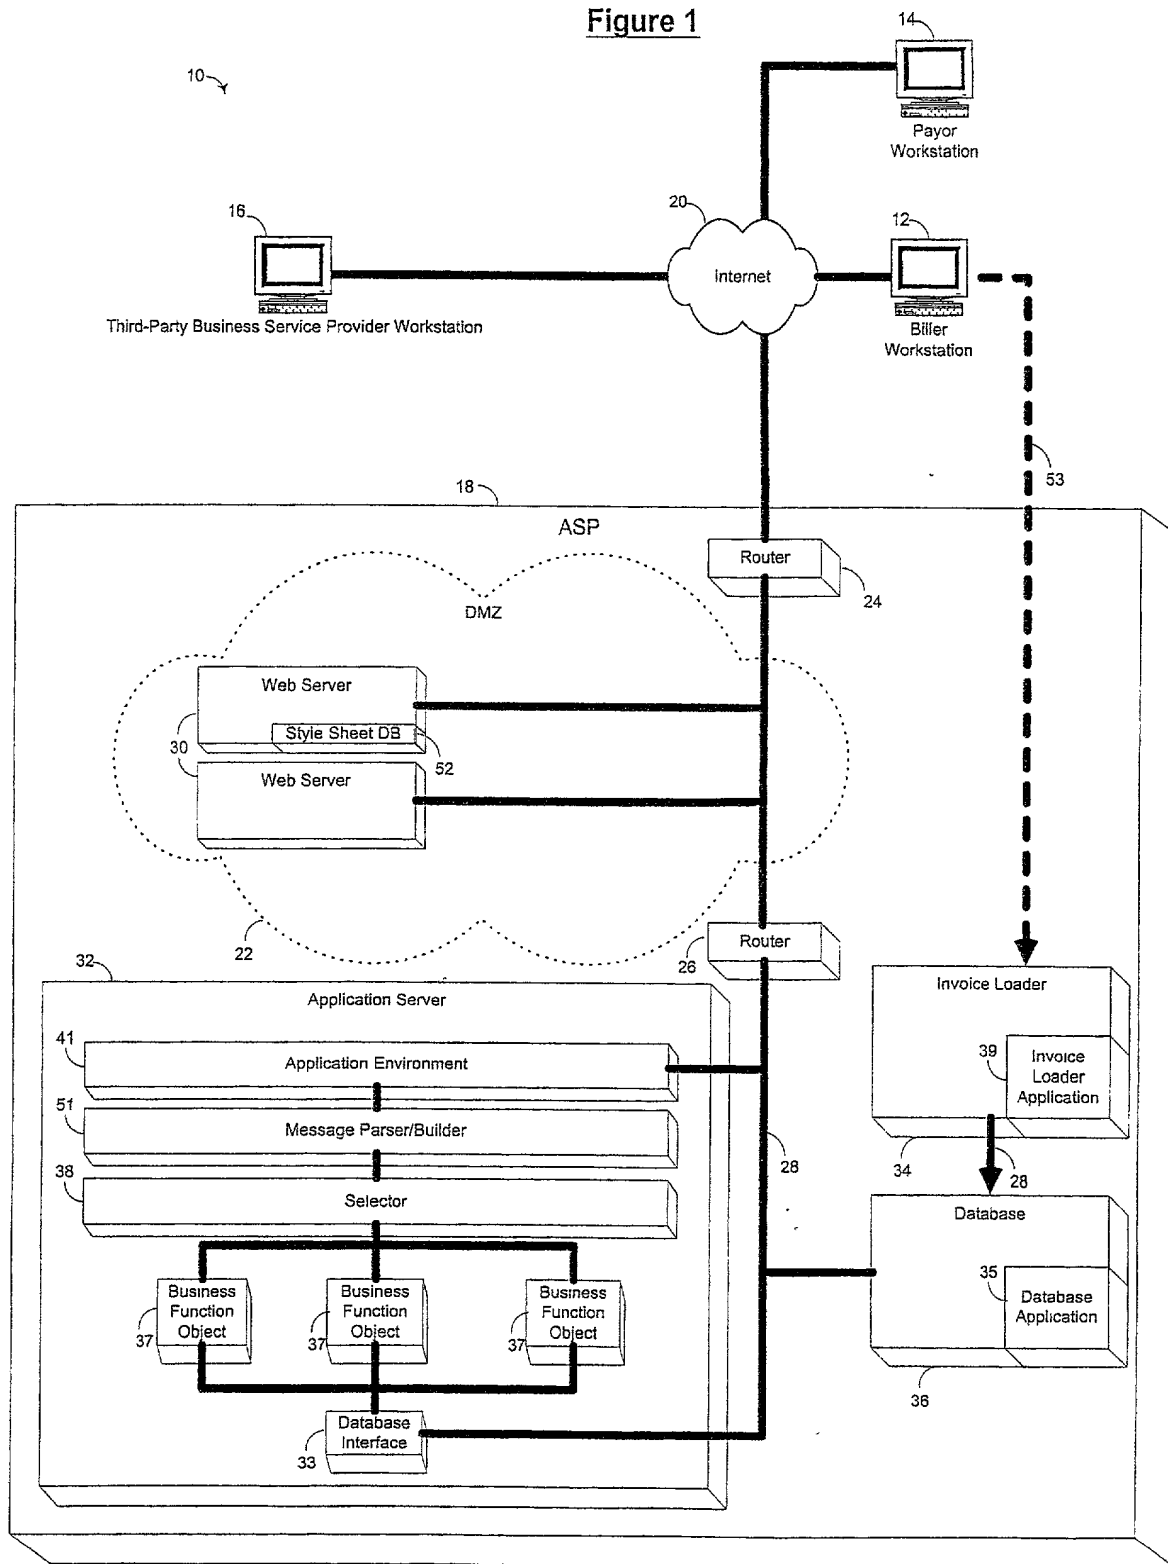 Figure 1
14
10
Payor
Workstation
20
16
12
Internet
Third-Party Business Service Provider Workstation
Biller
Workstation
53
18
ASP
Router
24
DMZ
Web Server
Style Sheet DB
30
52
Web Server
22
Router
26
32
Application Server
Invoice Loader
41
Application Environment
39
Invoice
Loader
Application
51
Message Parser/Builder
28
34
28
38
Selector
Database
Business
Function
Object
37
Business
Function
Object
37
Business
Function
Object
37
35
Database
Application
36
Database
Interface
33